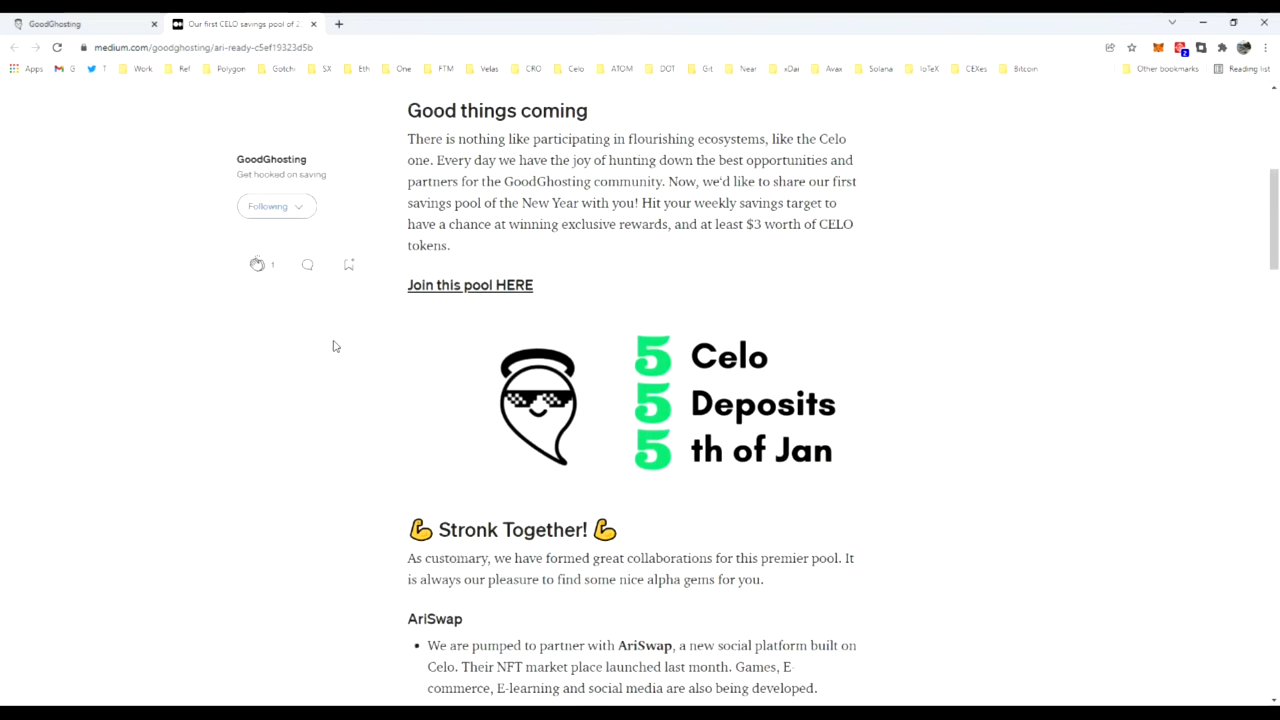 GoodGhosting
Our first CELO savings pool of 2
medium.com/goodghosting/ari-ready-c5ef19323d5b
2
Apps G T Work Ref Polygon Gotchi SX Eth One FTM Velas CRO Celo ATOM DOT Git Near xDai Avax Solana IoTeX CEXes Bitcoin Other bookmarks Reading list
Good things coming
There is nothing like participating in flourishing ecosystems, like the Celo
one. Every day we have the joy of hunting down the best opportunities and
partners for the GoodGhosting community. Now, we'd like to share our first
savings pool of the New Year with you! Hit your weekly savings target to
have a chance at winning exclusive rewards, and at least $3 worth of CELO
tokens.
GoodGhosting
Get hooked on saving
Following
1
Join this pool HERE
5 Celo
5 Deposits
5 th of Jan
💪 Stronk Together! 💪
As customary, we have formed great collaborations for this premier pool. It
is always our pleasure to find some nice alpha gems for you.
AriSwap
• We are pumped to partner with AriSwap, a new social platform built on
Celo. Their NFT market place launched last month. Games, E-
commerce, E-learning and social media are also being developed.